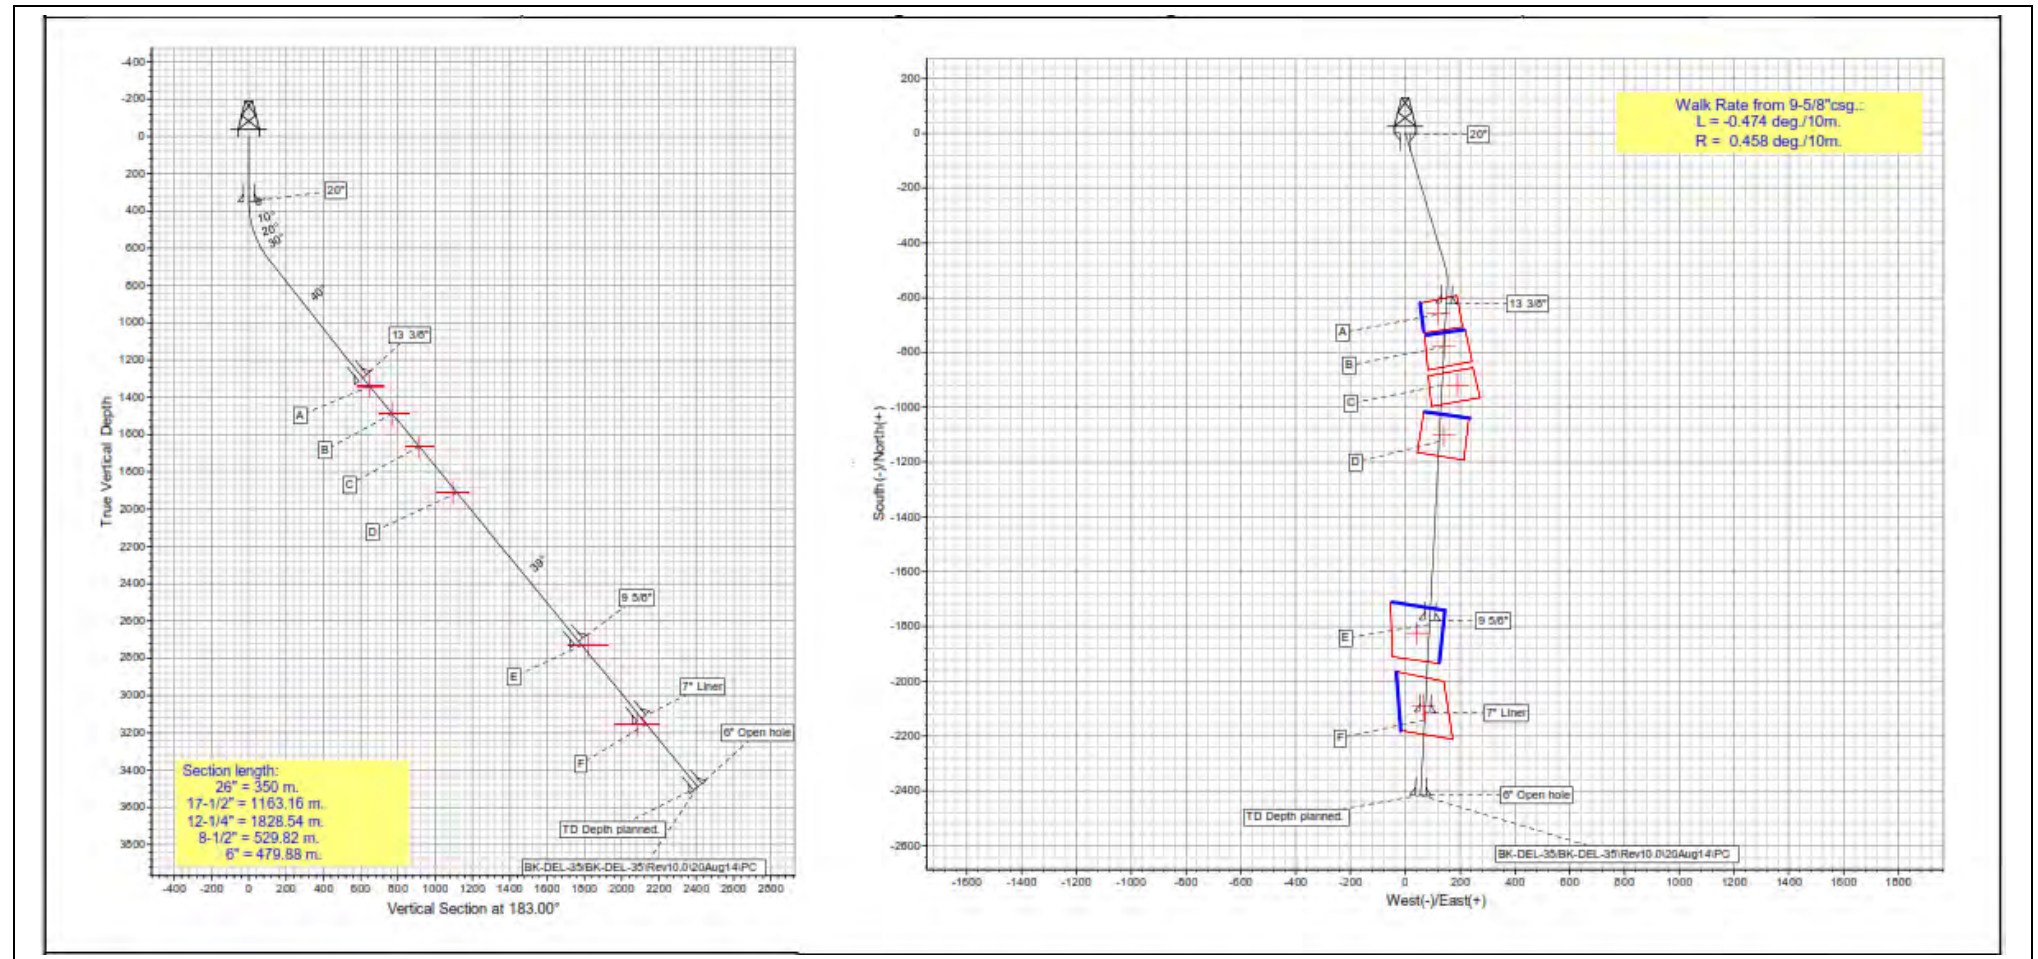 -400
-200
0
200
400
600
800
1000
1200
1400
1600
1800
2000
2200
2400
2600
2800
3000
3200
3400
3600
3800
True Vertical Depth
20"
10°
20°
30°
40°
13 3/8"
A
B
C
D
39°
9 5/8"
E
7" Liner
F
6" Open hole
TD Depth planned.
BK-DEL-35/BK-DEL-35\Rev10.0\20Aug14\PC
Section length:
26" = 350 m.
17-1/2" = 1163.16 m.
12-1/4" = 1828.54 m.
8-1/2" = 529.82 m.
6" = 479.88 m.
-400 -200 0 200 400 600 800 1000 1200 1400 1600 1800 2000 2200 2400 2600 2800
Vertical Section at 183.00°
200
0
-200
-400
-600
-800
-1000
-1200
-1400
-1600
-1800
-2000
-2200
-2400
-2600
South(-)/North(+)
Walk Rate from 9-5/8"csg.:
L = -0.474 deg./10m.
R = 0.458 deg./10m.
20"
13 3/8"
A
B
C
D
9 5/8"
E
7" Liner
F
6" Open hole
TD Depth planned.
BK-DEL-35/BK-DEL-35\Rev10.0\20Aug14\PC
-1600 -1400 -1200 -1000 -800 -600 -400 -200 0 200 400 600 800 1000 1200 1400 1600 1800
West(-)/East(+)